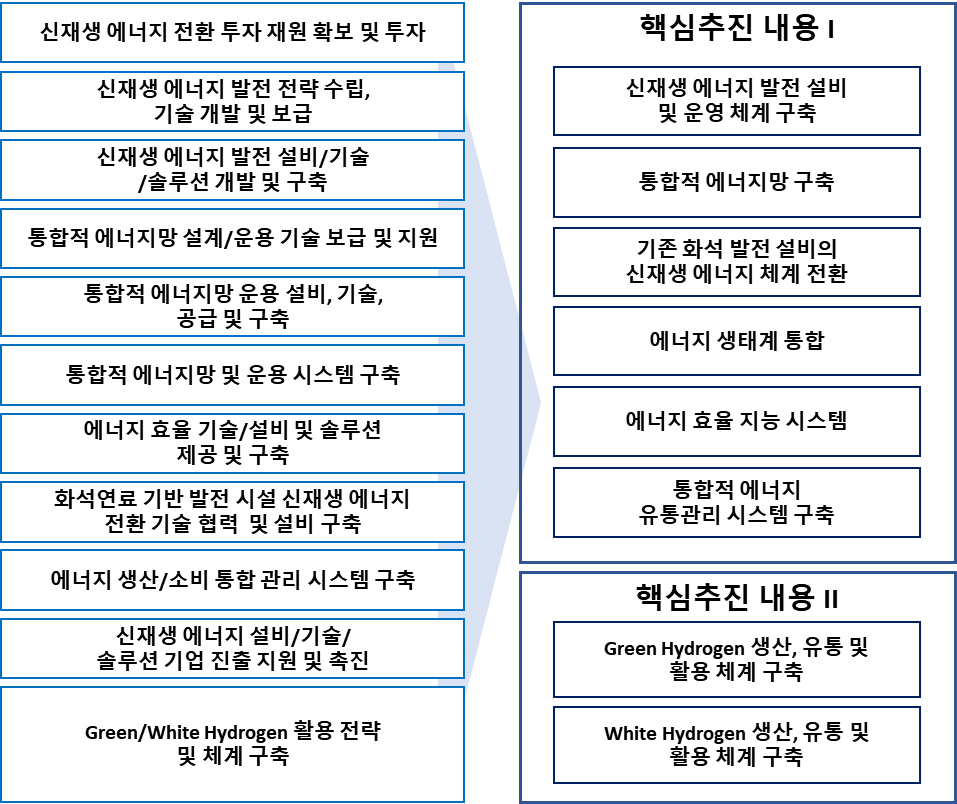 신재생 에너지 전환 투자 재원 확보 및 투자
신재생 에너지 발전 전략 수립,
기술 개발 및 보급
신재생 에너지 발전 설비/기술
/솔루션 개발 및 구축
통합적 에너지망 설계/운용 기술 보급 및 지원
통합적 에너지망 운용 설비, 기술,
공급 및 구축
통합적 에너지망 및 운용 시스템 구축
에너지 효율 기술/설비 및 솔루션
제공 및 구축
화석연료 기반 발전 시설 신재생 에너지
전환 기술 협력 및 설비 구축
에너지 생산/소비 통합 관리 시스템 구축
신재생 에너지 설비/기술/
솔루션 기업 진출 지원 및 촉진
Green/White Hydrogen 활용 전략
및 체계 구축
핵심추진 내용 I
신재생 에너지 발전 설비
및 운영 체계 구축
통합적 에너지망 구축
기존 화석 발전 설비의
신재생 에너지 체계 전환
에너지 생태계 통합
에너지 효율 지능 시스템
통합적 에너지
유통관리 시스템 구축
핵심추진 내용 II
Green Hydrogen 생산, 유통 및
활용 체계 구축
White Hydrogen 생산, 유통 및
활용 체계 구축